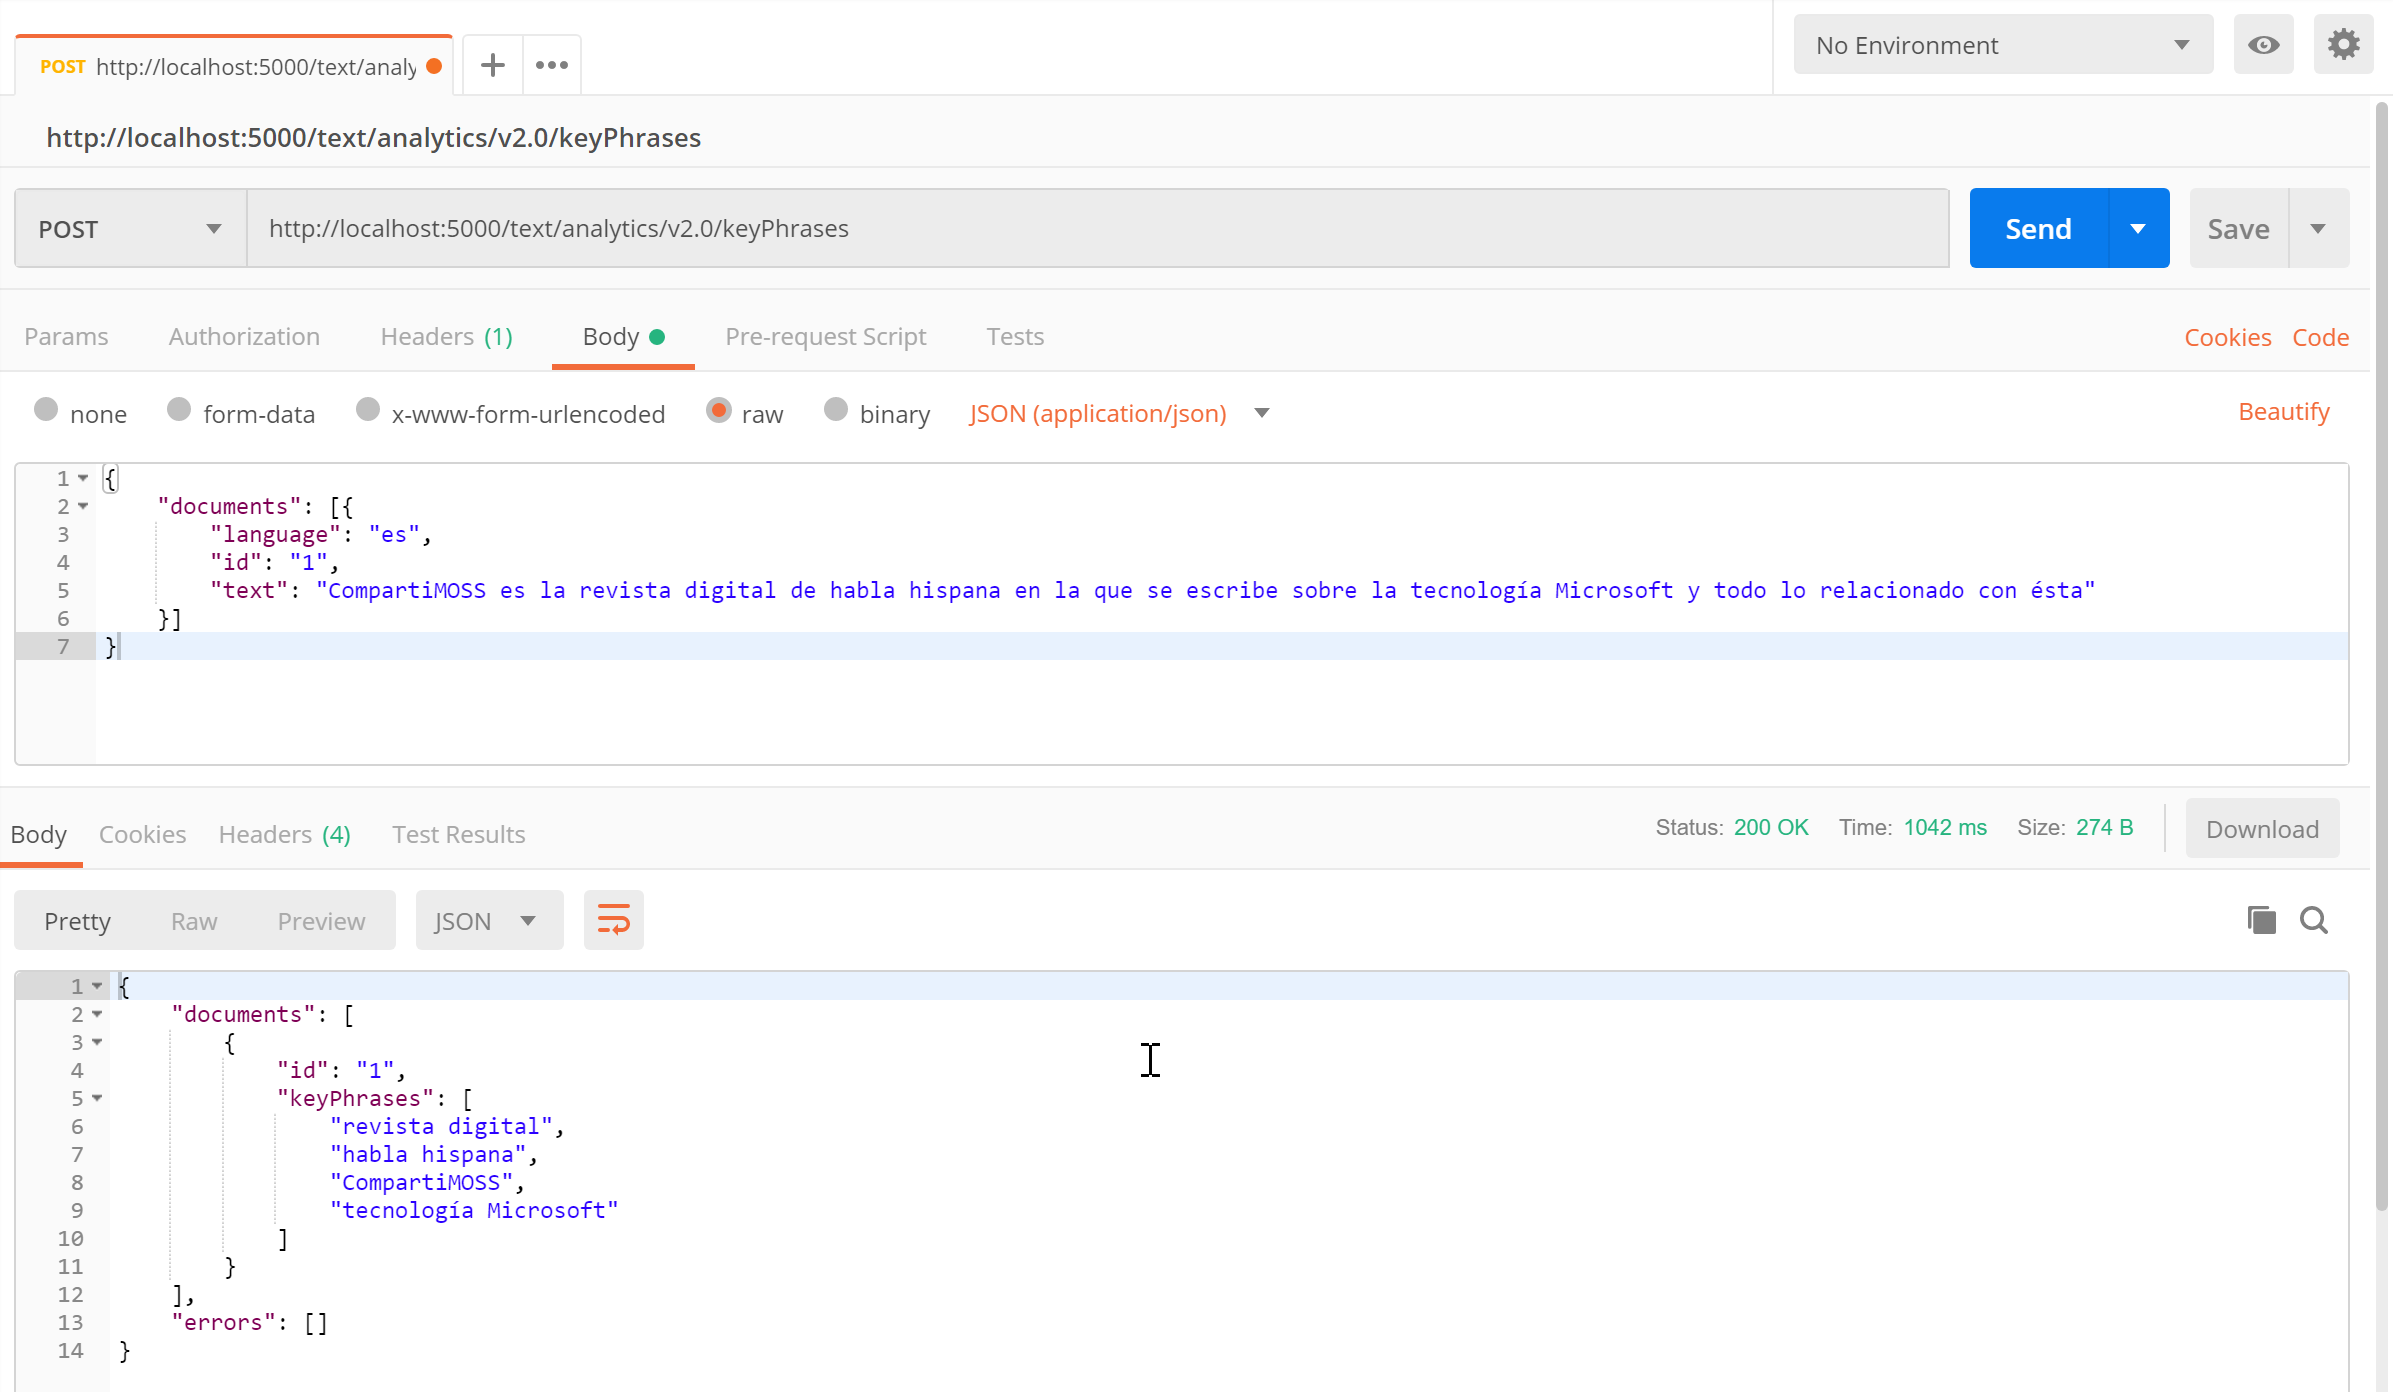 POST http://localhost:5000/text/analy
No Environment
http://localhost:5000/text/analytics/v2.0/keyPhrases
POST http://localhost:5000/text/analytics/v2.0/keyPhrases Send Save
Params Authorization Headers (1) Body Pre-request Script Tests Cookies Code
none form-data x-www-form-urlencoded raw binary JSON (application/json) Beautify
1 {
2 "documents": [{
3 "language": "es",
4 "id": "1",
5 "text": "CompartiMOSS es la revista digital de habla hispana en la que se escribe sobre la tecnología Microsoft y todo lo relacionado con ésta"
6 }]
7 }
Body Cookies Headers (4) Test Results Status: 200 OK Time: 1042 ms Size: 274 B Download
Pretty Raw Preview JSON
1 {
2 "documents": [
3 {
4 "id": "1",
5 "keyPhrases": [
6 "revista digital",
7 "habla hispana",
8 "CompartiMOSS",
9 "tecnología Microsoft"
10 ]
11 }
12 ],
13 "errors": []
14 }